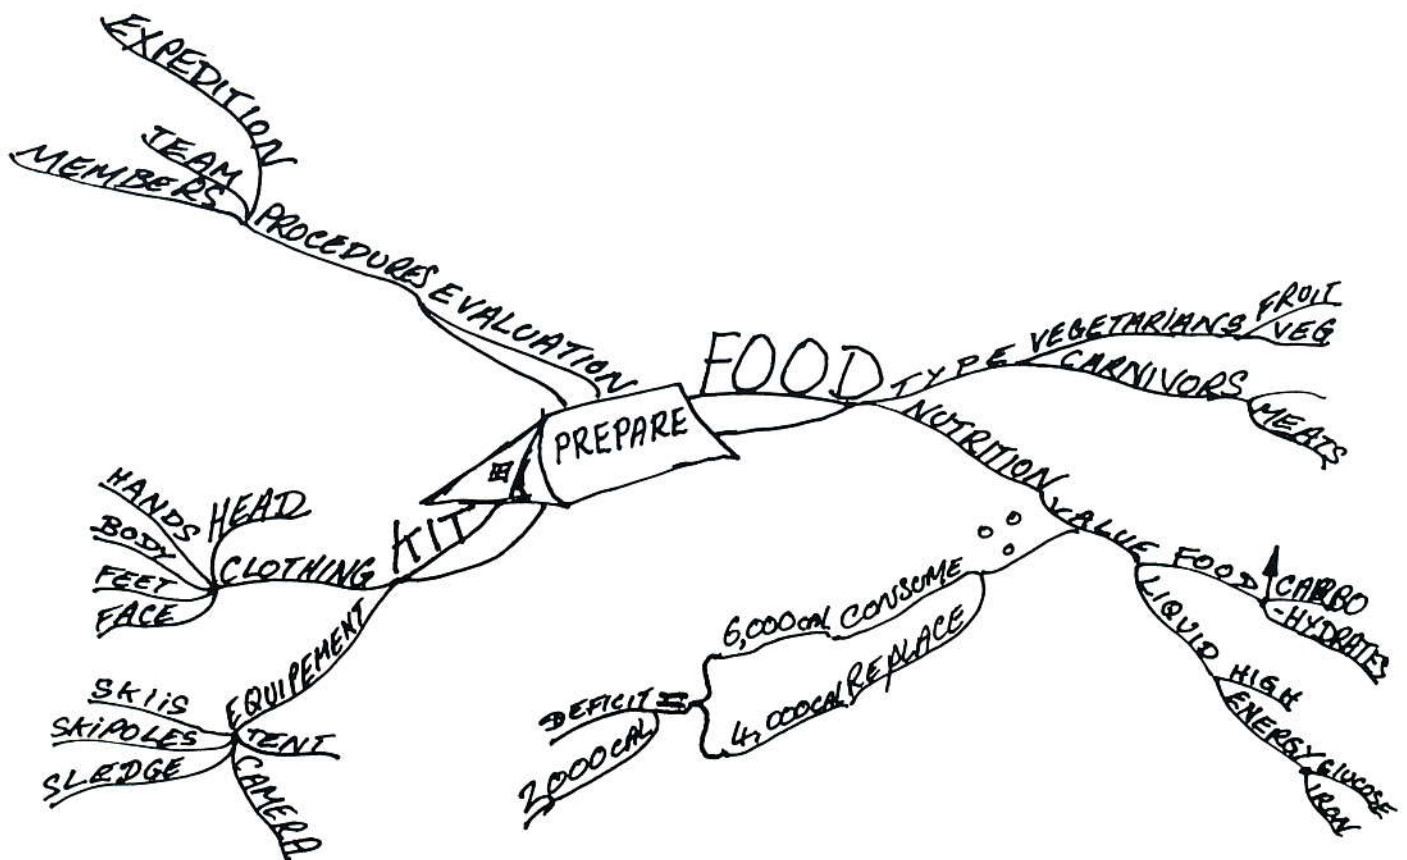 EXPEDITION
TEAM
MEMBERS
PROCEDURES
EVALUATION
PREPARE
FOOD
TYPE
VEGETARIANS
FRUIT
VEG
CARNIVORS
MEATS
NUTRITION
VALUE
FOOD
CARBO
-HYDRATES
LIQUID
HIGH
ENERGY
GLUCOSE
IRON
CONSUME
6,000CAL
REPLACE
4,000CAL
DEFICIT =
2000CAL
KIT
CLOTHING
HEAD
HANDS
BODY
FEET
FACE
EQUIPEMENT
SKIIS
SKIPOLES
SLEDGE
TENT
CAMERA